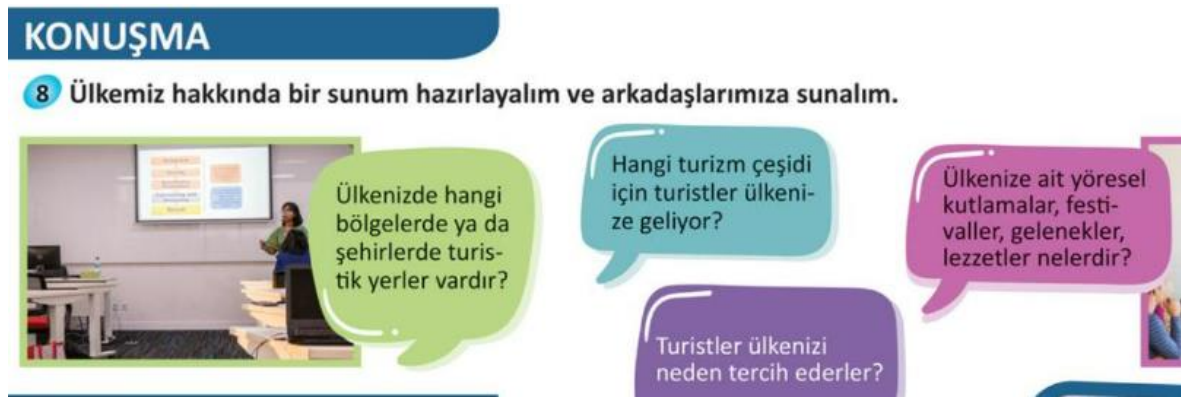 KONUŞMA
8 Ülkemiz hakkında bir sunum hazırlayalım ve arkadaşlarımıza sunalım.
Ülkenizde hangi
bölgelerde ya da
şehirlerde turis-
tik yerler vardır?
Hangi turizm çeşidi
için turistler ülkeni-
ze geliyor?
Ülkenize ait yöresel
kutlamalar, festi-
valler, gelenekler,
lezzetler nelerdir?
Turistler ülkenizi
neden tercih ederler?